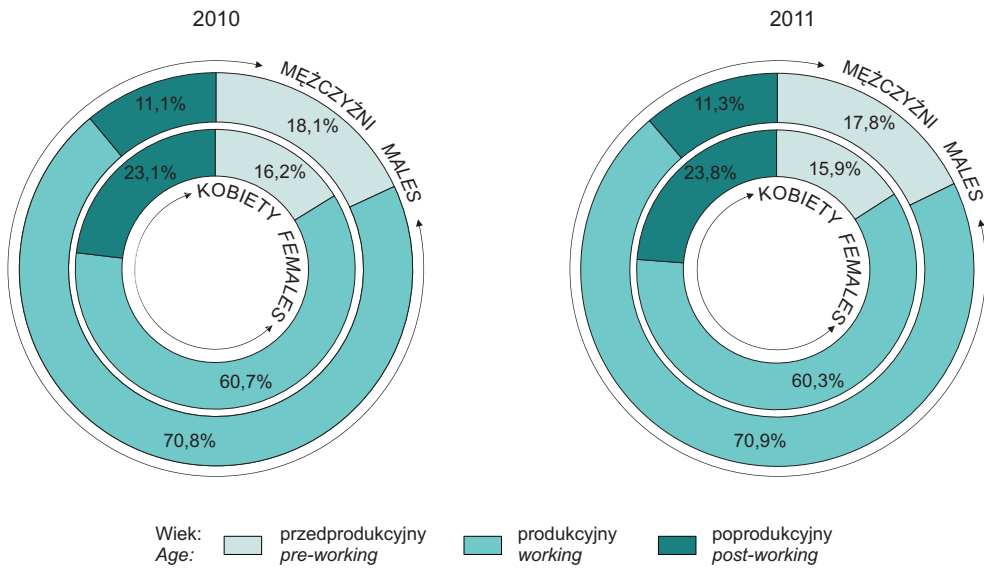 2010
MĘŻCZYŹNI MALES
11,1%
18,1%
23,1%
16,2%
KOBIETY FEMALES
60,7%
70,8%
2011
MĘŻCZYŹNI MALES
11,3%
17,8%
23,8%
15,9%
KOBIETY FEMALES
60,3%
70,9%
Wiek: przedprodukcyjny produkcyjny poprodukcyjny
Age: pre-working working post-working